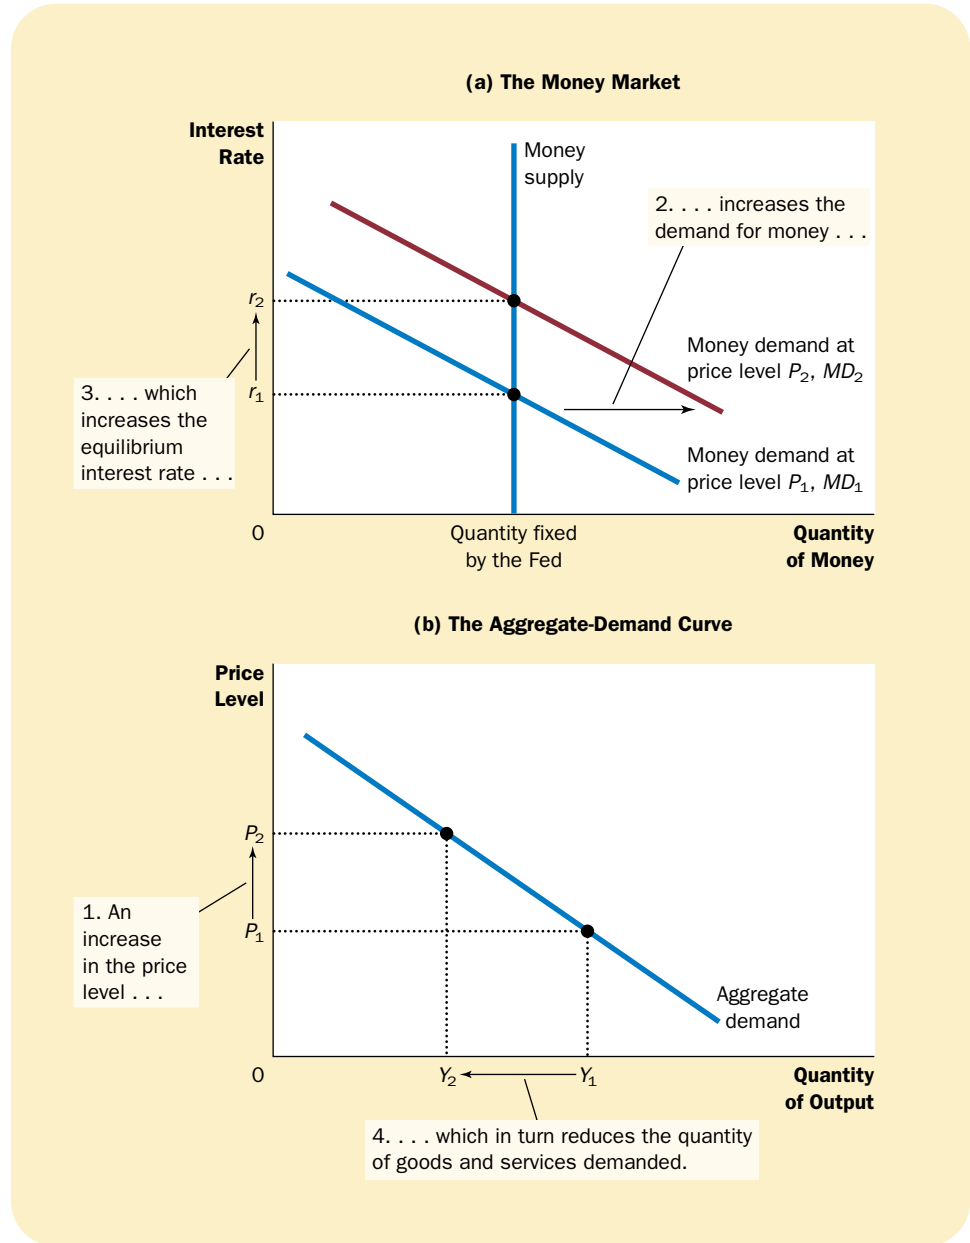 (a) The Money Market
Interest
Rate
Money
supply
2. . . . increases the
demand for money . . .
r₂
Money demand at
price level P₂, MD₂
3. . . . which
increases the
equilibrium
interest rate . . .
r₁
Money demand at
price level P₁, MD₁
0
Quantity fixed
by the Fed
Quantity
of Money
(b) The Aggregate-Demand Curve
Price
Level
P₂
1. An
increase
in the price
level . . .
P₁
Aggregate
demand
0
Y₂
Y₁
Quantity
of Output
4. . . . which in turn reduces the quantity
of goods and services demanded.